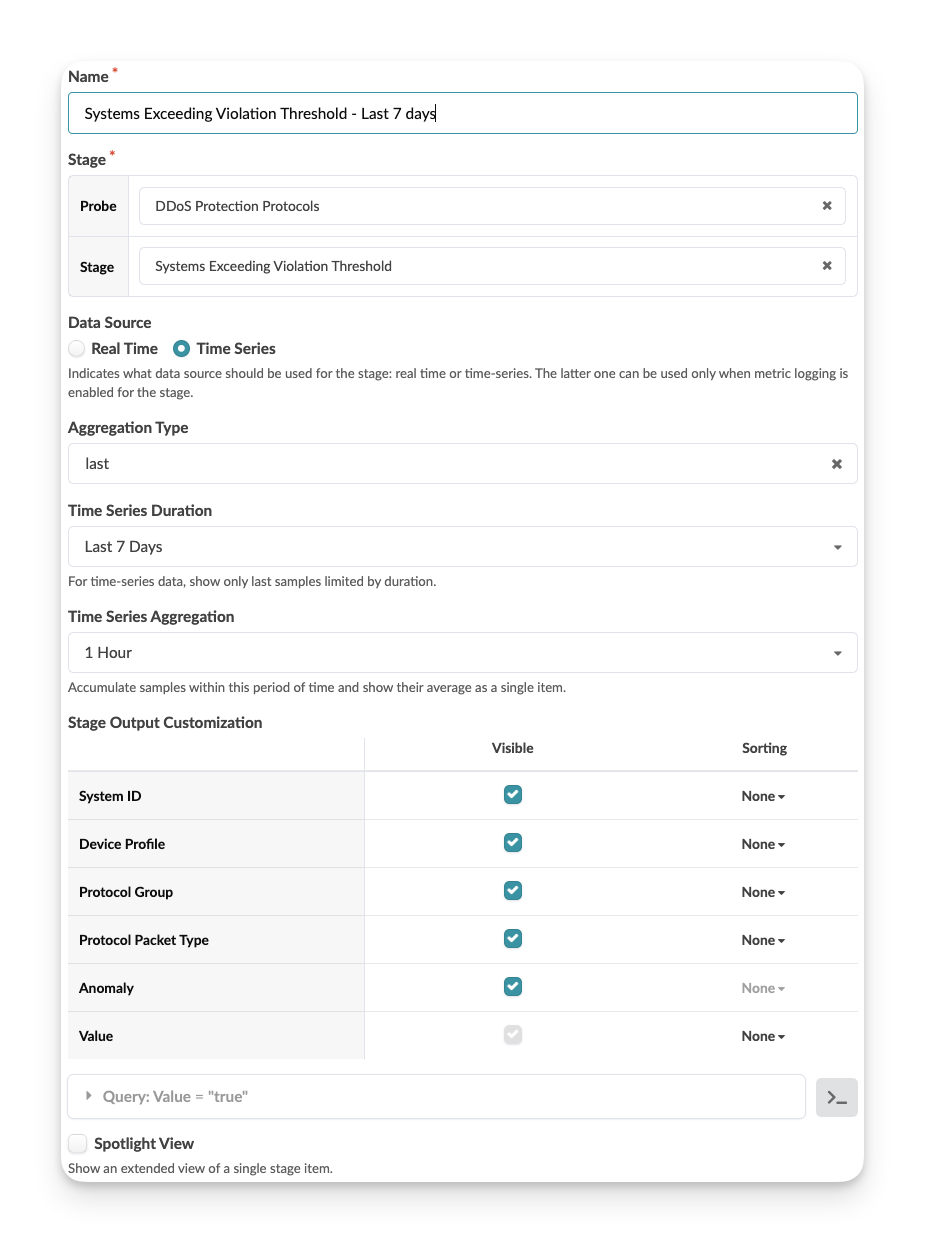 Name *
Systems Exceeding Violation Threshold - Last 7 days
Stage *
Probe DDoS Protection Protocols
Stage Systems Exceeding Violation Threshold
Data Source
Real Time Time Series
Indicates what data source should be used for the stage: real time or time-series. The latter one can be used only when metric logging is
enabled for the stage.
Aggregation Type
last
Time Series Duration
Last 7 Days
For time-series data, show only last samples limited by duration.
Time Series Aggregation
1 Hour
Accumulate samples within this period of time and show their average as a single item.
Stage Output Customization
Visible Sorting
System ID None
Device Profile None
Protocol Group None
Protocol Packet Type None
Anomaly None
Value None
Query: Value = "true"
Spotlight View
Show an extended view of a single stage item.